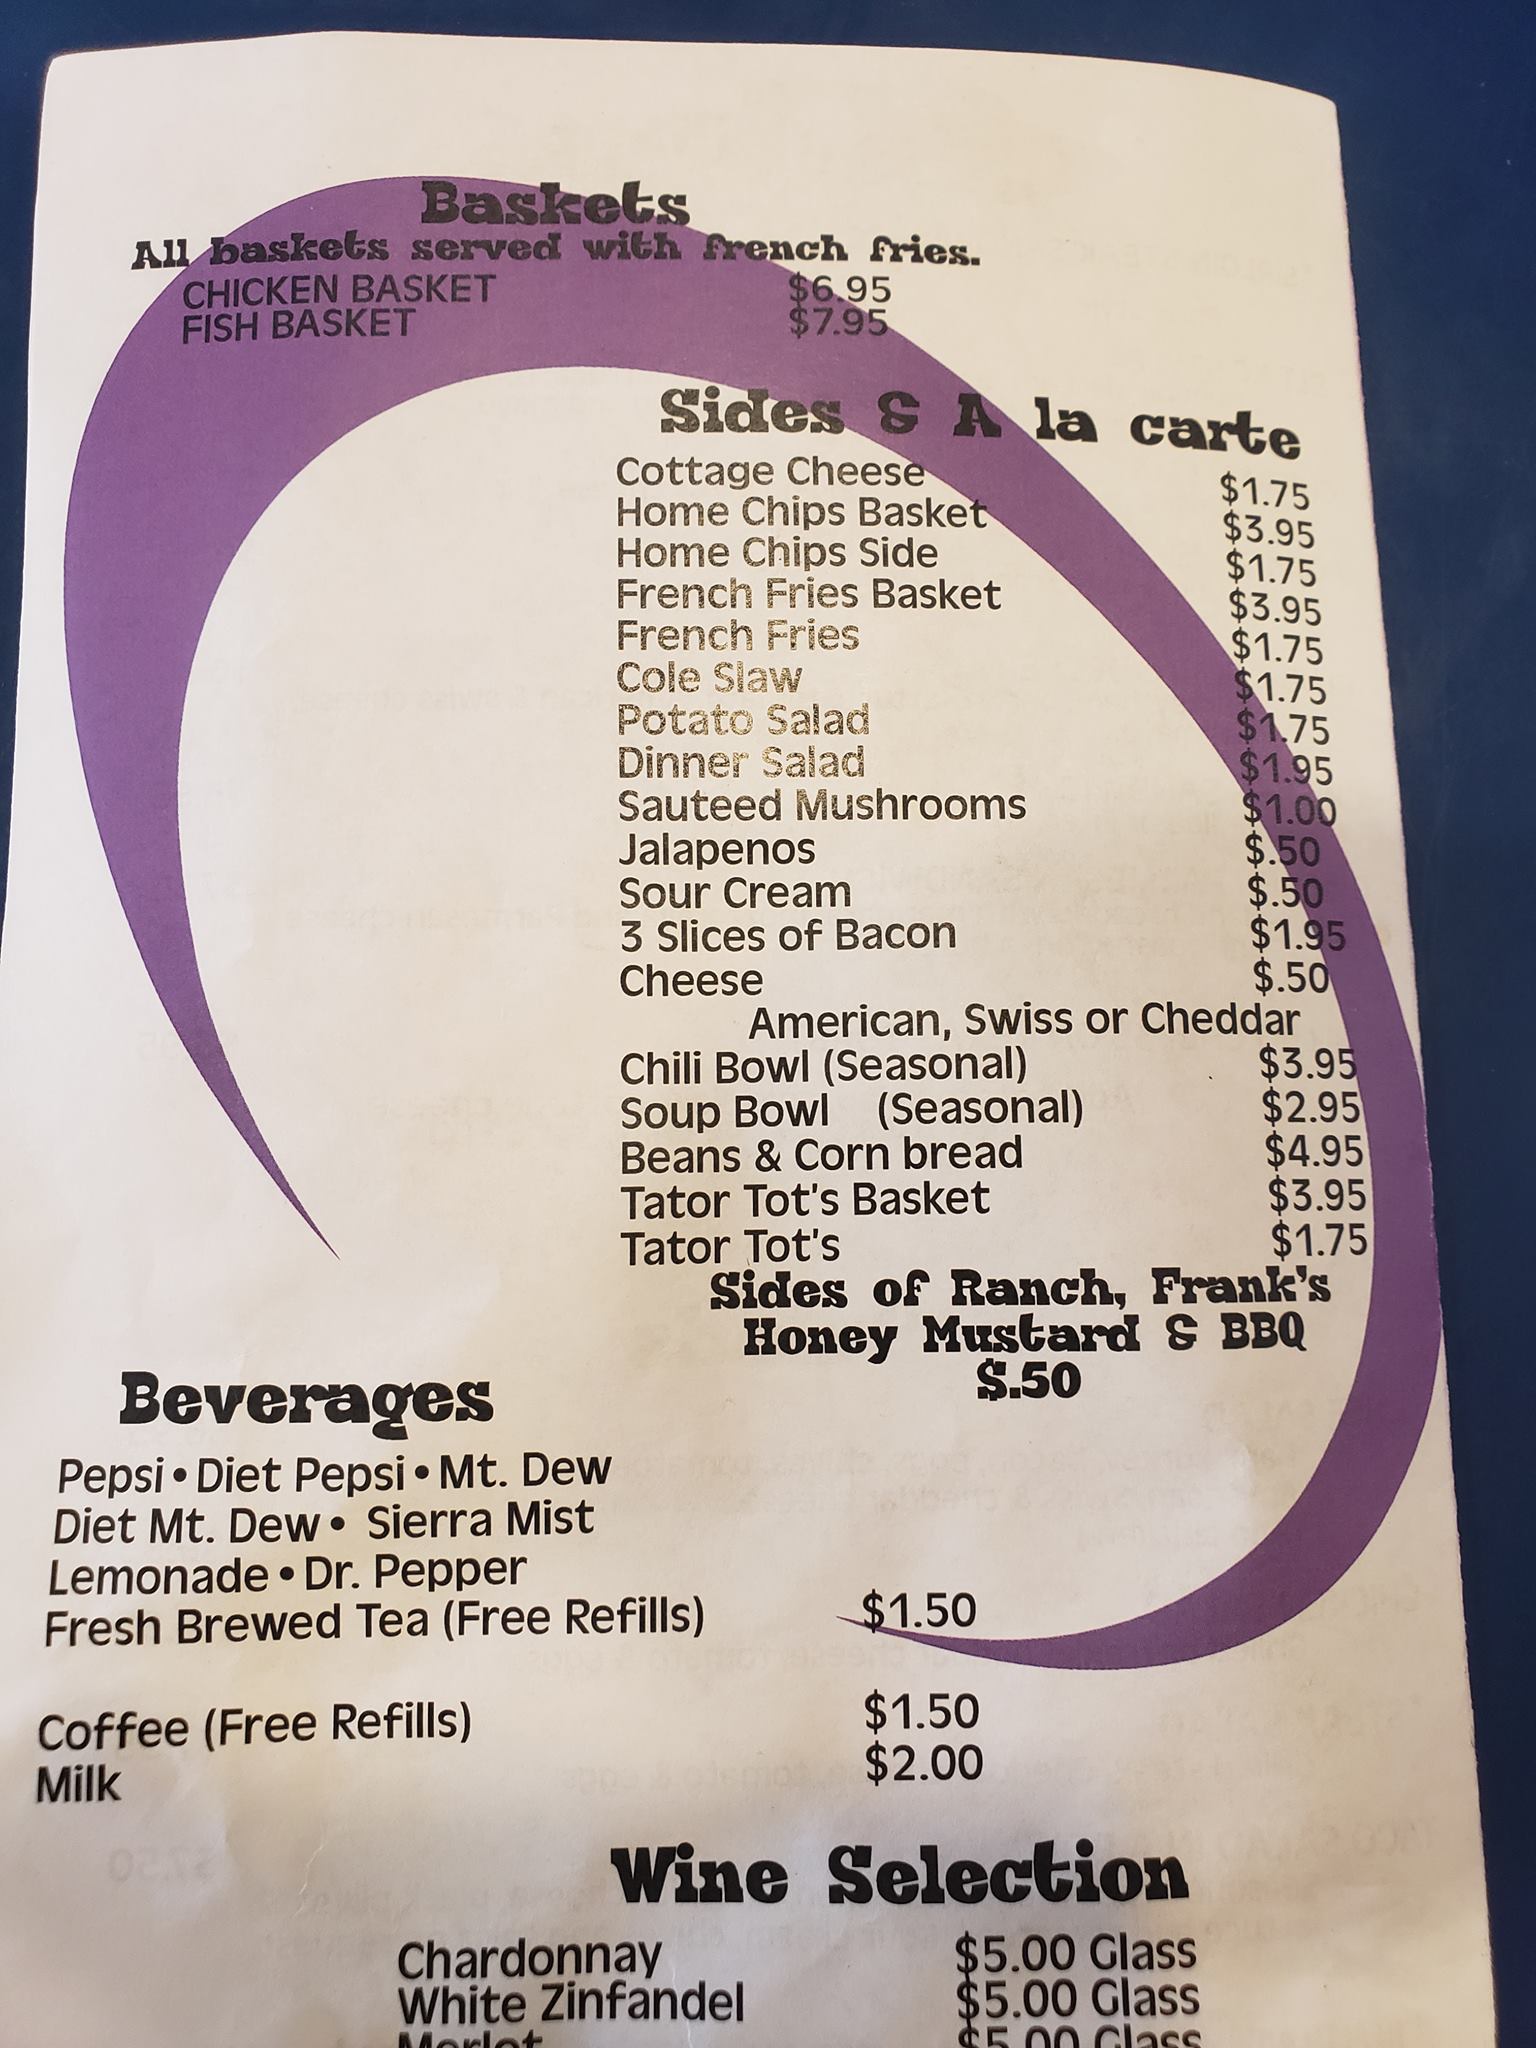 Baskets
All baskets served with french fries.
CHICKEN BASKET $6.95
FISH BASKET $7.95
Sides & A la carte
Cottage Cheese $1.75
Home Chips Basket $3.95
Home Chips Side $1.75
French Fries Basket $3.95
French Fries $1.75
Cole Slaw $1.75
Potato Salad $1.75
Dinner Salad $1.95
Sauteed Mushrooms $1.00
Jalapenos $.50
Sour Cream $.50
3 Slices of Bacon $1.95
Cheese $.50
American, Swiss or Cheddar
Chili Bowl (Seasonal) $3.95
Soup Bowl (Seasonal) $2.95
Beans & Corn bread $4.95
Tator Tot's Basket $3.95
Tator Tot's $1.75
Sides of Ranch, Frank's
Honey Mustard & BBQ
$.50
Beverages
Pepsi • Diet Pepsi • Mt. Dew
Diet Mt. Dew • Sierra Mist
Lemonade • Dr. Pepper
Fresh Brewed Tea (Free Refills) $1.50
Coffee (Free Refills) $1.50
Milk $2.00
Wine Selection
Chardonnay $5.00 Glass
White Zinfandel $5.00 Glass
Merlot $5.00 Glass